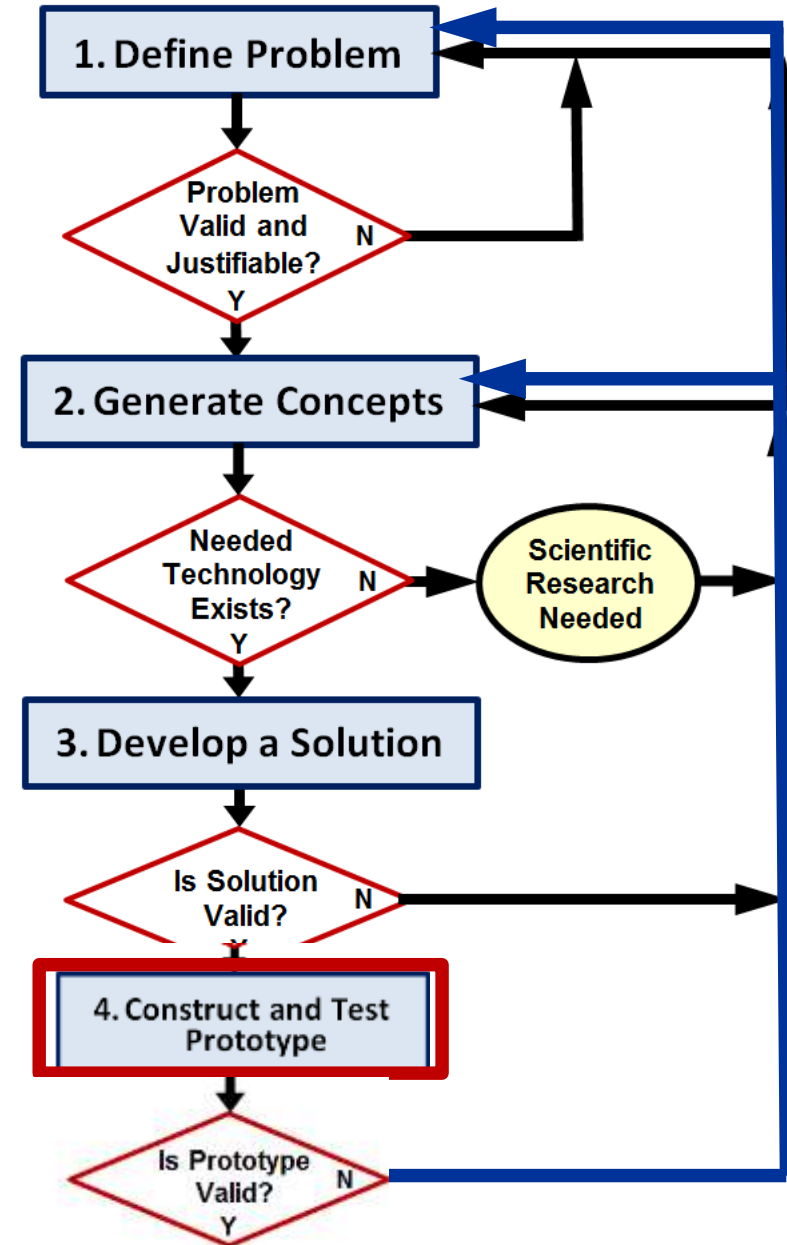 1. Define Problem
Problem
Valid and
Justifiable?
N
Y
2. Generate Concepts
Needed
Technology
Exists?
N
Y
Scientific
Research
Needed
3. Develop a Solution
Is Solution
Valid?
N
4. Construct and Test
Prototype
Is Prototype
Valid?
N
Y